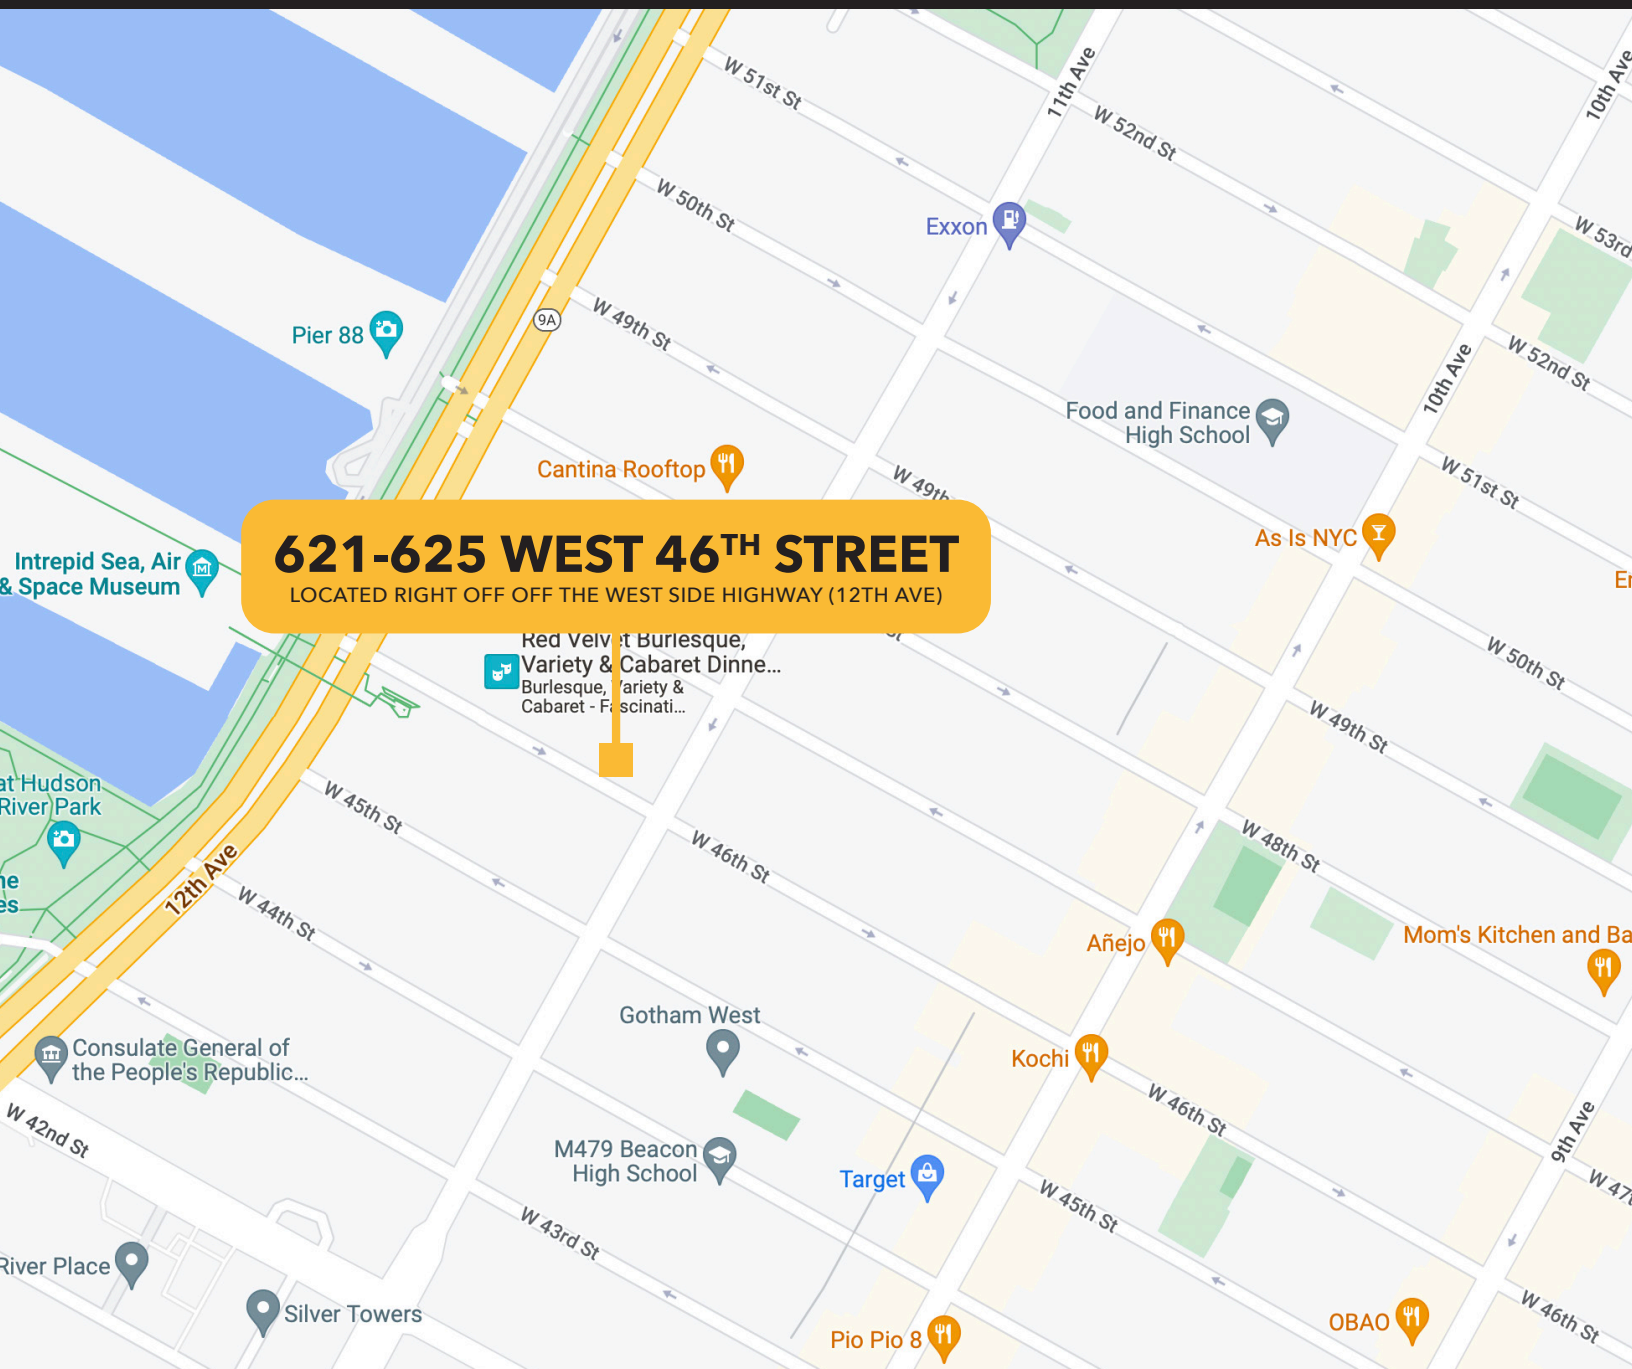 W 51st St
11th Ave
10th Ave
W 52nd St
W 50th St
Exxon
W 53rd
9A
W 49th St
Pier 88
10th Ave
W 52nd St
Food and Finance
High School
Cantina Rooftop
W 49th
W 51st St
As Is NYC
621-625 WEST 46TH STREET
LOCATED RIGHT OFF OFF THE WEST SIDE HIGHWAY (12TH AVE)
Intrepid Sea, Air
& Space Museum
Red Velvet Burlesque,
Variety & Cabaret Dinne...
Burlesque, Variety &
Cabaret - Fascinati...
W 50th St
W 49th St
at Hudson
River Park
W 45th St
W 46th St
W 48th St
12th Ave
W 44th St
Añejo
Mom's Kitchen and Ba
Gotham West
Kochi
Consulate General of
the People's Republic...
W 42nd St
W 46th St
9th Ave
M479 Beacon
High School
Target
W 45th St
W 47t
W 43rd St
River Place
Silver Towers
Pio Pio 8
OBAO
W 46th St